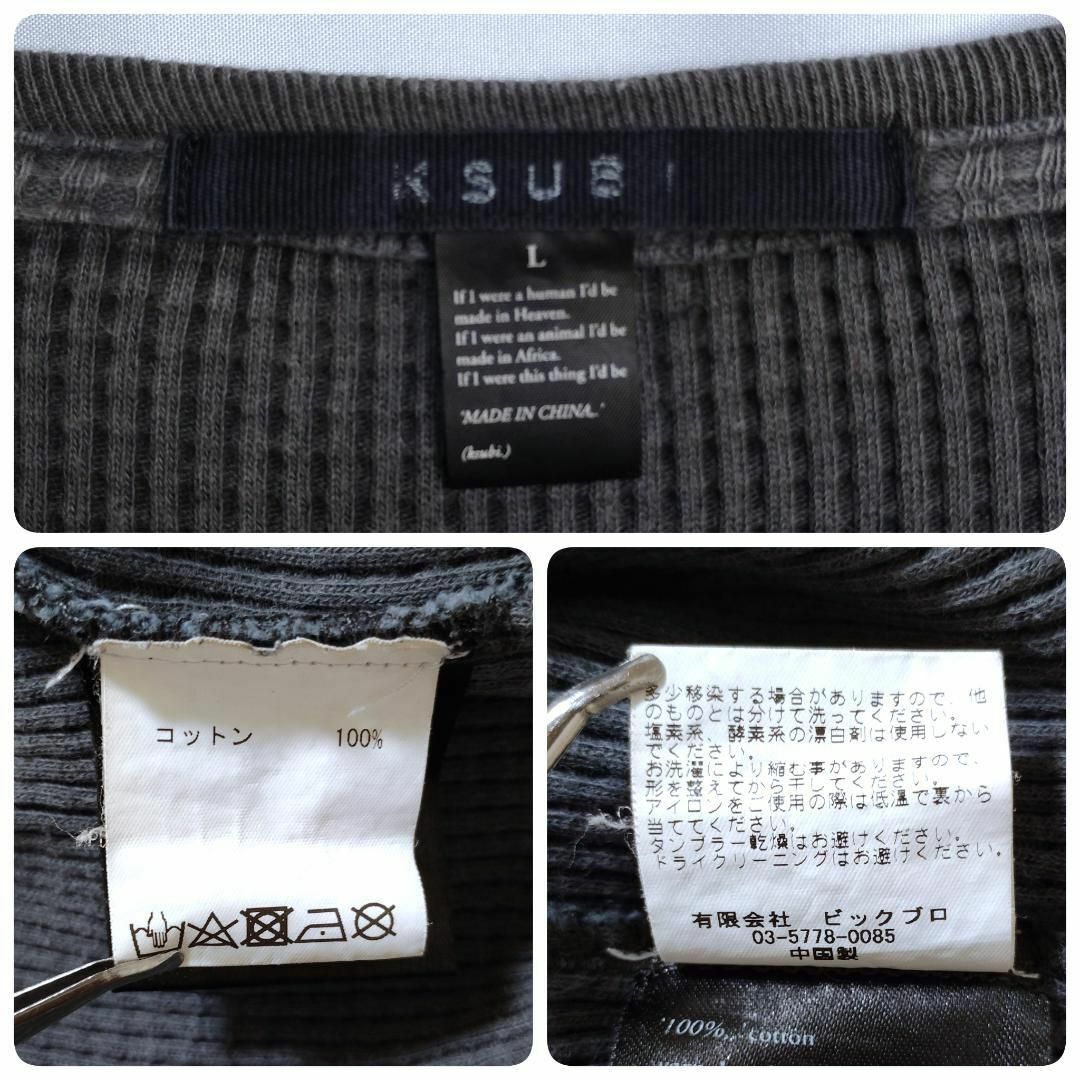 KSUBI
L
If I were a human I'd be
made in Heaven.
If I were an animal I'd be
made in Africa.
If I were this thing I'd be
"MADE IN CHINA."
(ksubi.)
コットン 100%
多少移染する場合がありますので、他
のものとは分けて洗ってください。
塩素系、酵素系の漂白剤は使用しない
でください。
お洗濯により縮む事がありますので、
形を整えてから干してください。
アイロンをご使用の際は低温で裏から
当ててください。
タンブラー乾燥はお避けください。
ドライクリーニングはお避けください。
有限会社 ビックブロ
03-5778-0085
中国製
100% cotton